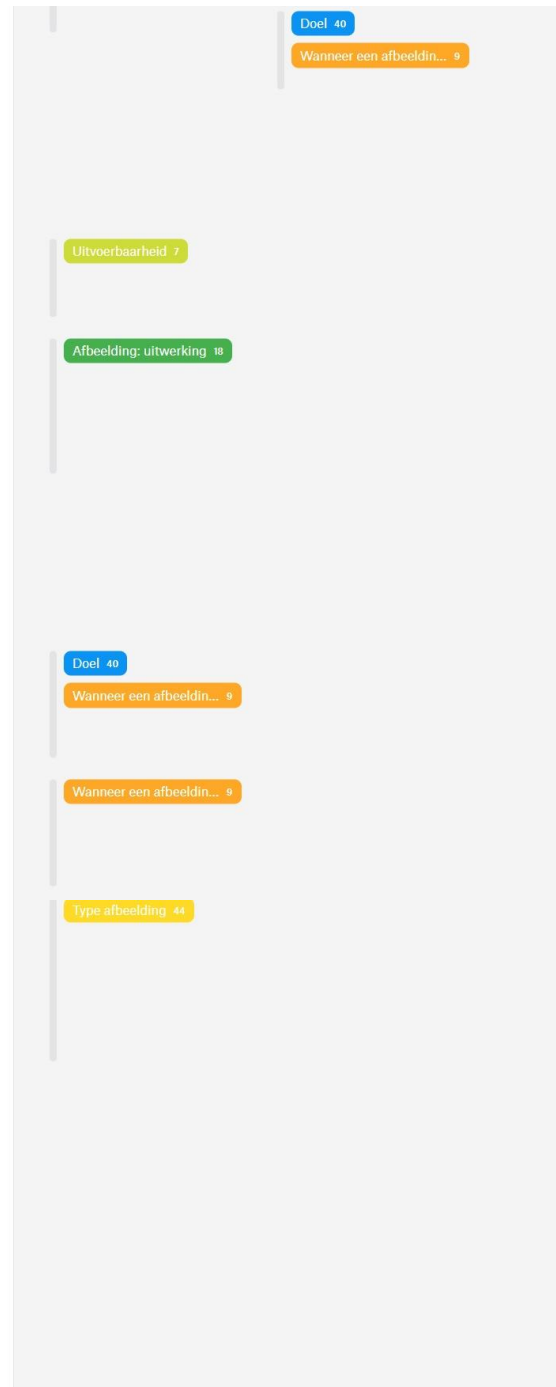 Doel 40
Wanneer een afbeeldin... 9
Uitvoerbaarheid 7
Afbeelding: uitwerking 18
Doel 40
Wanneer een afbeeldin... 9
Wanneer een afbeeldin... 9
Type afbeelding 44